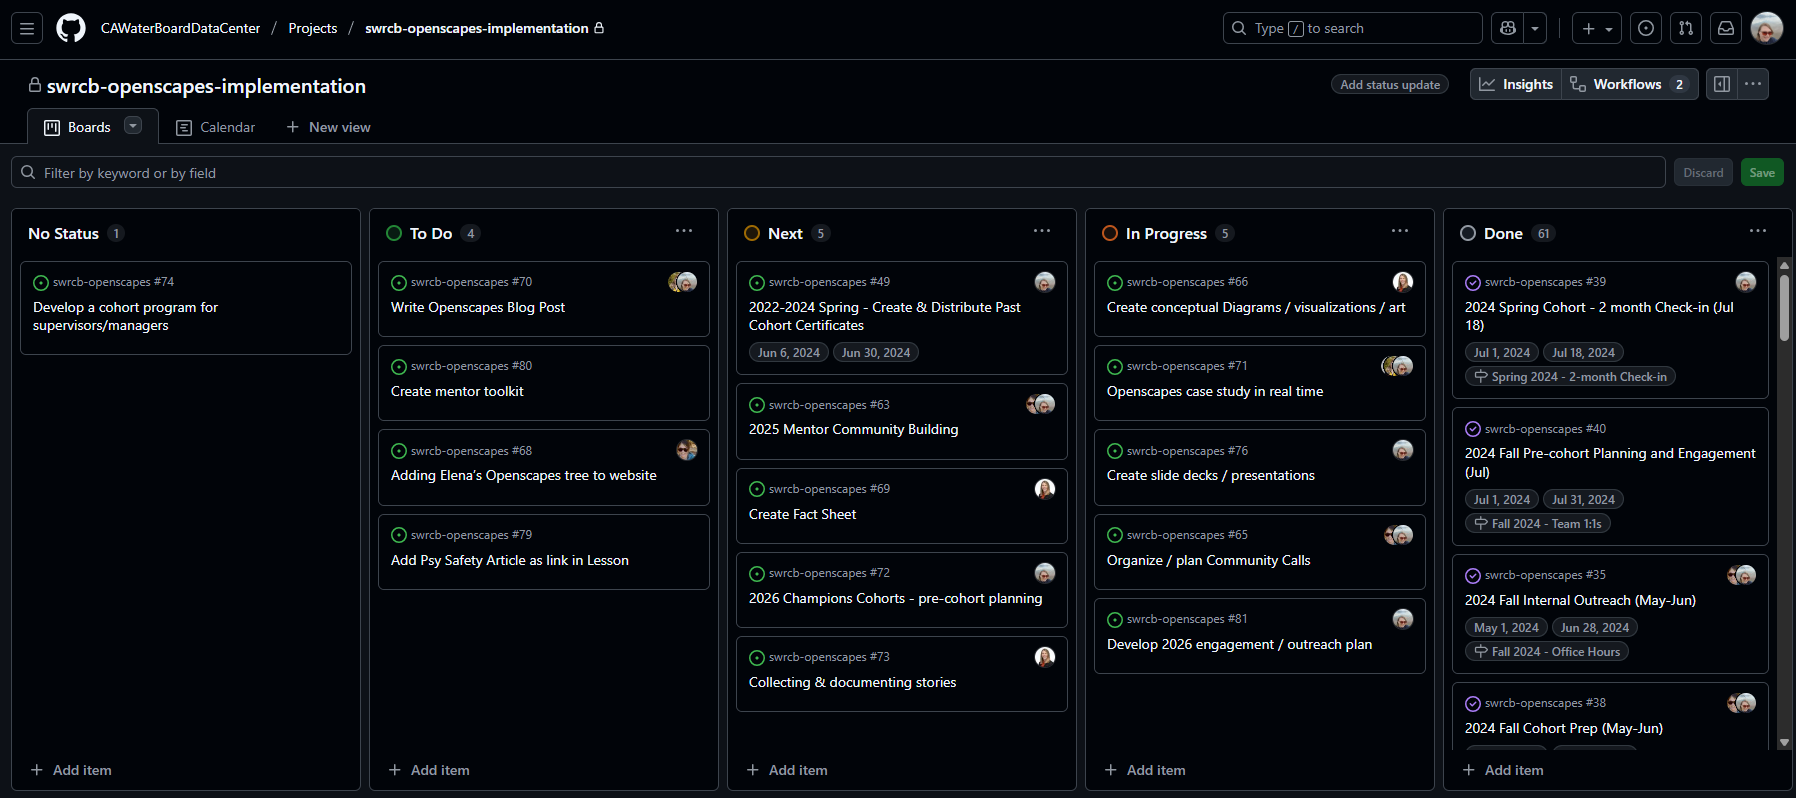 CAWaterBoardDataCenter / Projects / swrcb-openscapes-implementation
Type / to search
swrcb-openscapes-implementation
Add status update
Insights
Workflows 2
Boards
Calendar
New view
Filter by keyword or by field
Discard
Save
No Status 1
swrcb-openscapes #74
Develop a cohort program for
supervisors/managers
Add item
To Do 4
swrcb-openscapes #70
Write Openscapes Blog Post
swrcb-openscapes #80
Create mentor toolkit
swrcb-openscapes #68
Adding Elena's Openscapes tree to website
swrcb-openscapes #79
Add Psy Safety Article as link in Lesson
Add item
Next 5
swrcb-openscapes #49
2022-2024 Spring - Create & Distribute Past
Cohort Certificates
Jun 6, 2024 Jun 30, 2024
swrcb-openscapes #63
2025 Mentor Community Building
swrcb-openscapes #69
Create Fact Sheet
swrcb-openscapes #72
2026 Champions Cohorts - pre-cohort planning
swrcb-openscapes #73
Collecting & documenting stories
Add item
In Progress 5
swrcb-openscapes #66
Create conceptual Diagrams / visualizations / art
swrcb-openscapes #71
Openscapes case study in real time
swrcb-openscapes #76
Create slide decks / presentations
swrcb-openscapes #65
Organize / plan Community Calls
swrcb-openscapes #81
Develop 2026 engagement / outreach plan
Add item
Done 61
swrcb-openscapes #39
2024 Spring Cohort - 2 month Check-in (Jul
18)
Jul 1, 2024 Jul 18, 2024
Spring 2024 - 2-month Check-in
swrcb-openscapes #40
2024 Fall Pre-cohort Planning and Engagement
(Jul)
Jul 1, 2024 Jul 31, 2024
Fall 2024 - Team 1:1s
swrcb-openscapes #35
2024 Fall Internal Outreach (May-Jun)
May 1, 2024 Jun 28, 2024
Fall 2024 - Office Hours
swrcb-openscapes #38
2024 Fall Cohort Prep (May-Jun)
Add item